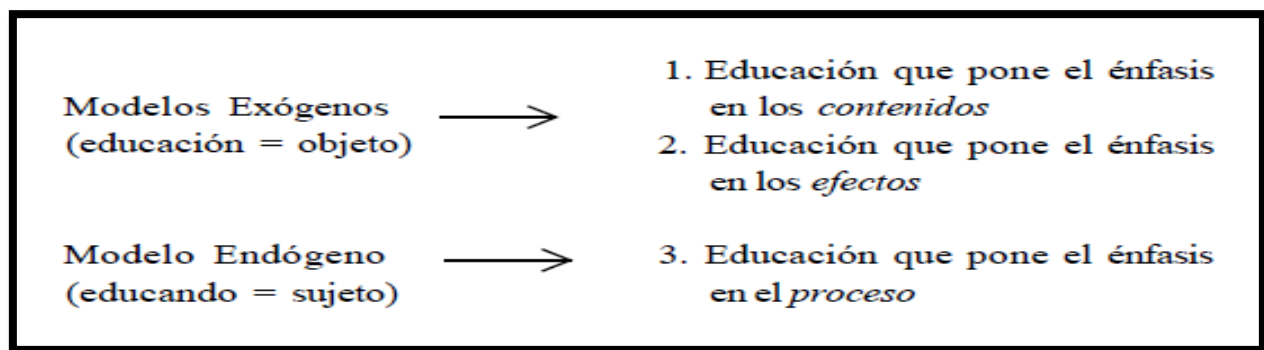 Modelos Exógenos
(educación = objeto)
1. Educación que pone el énfasis
en los contenidos
2. Educación que pone el énfasis
en los efectos
Modelo Endógeno
(educando = sujeto)
3. Educación que pone el énfasis
en el proceso